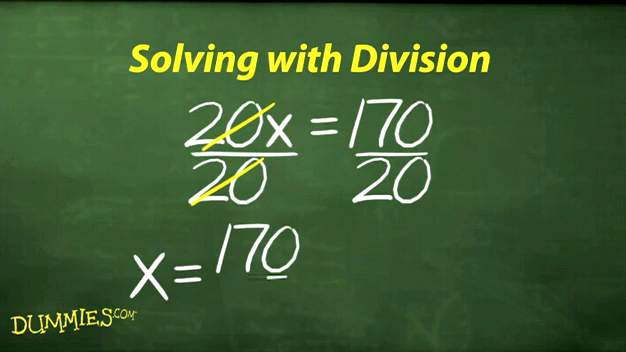 Solving with Division
20x = 170
20 20
x = 170
DUMMIES.COM